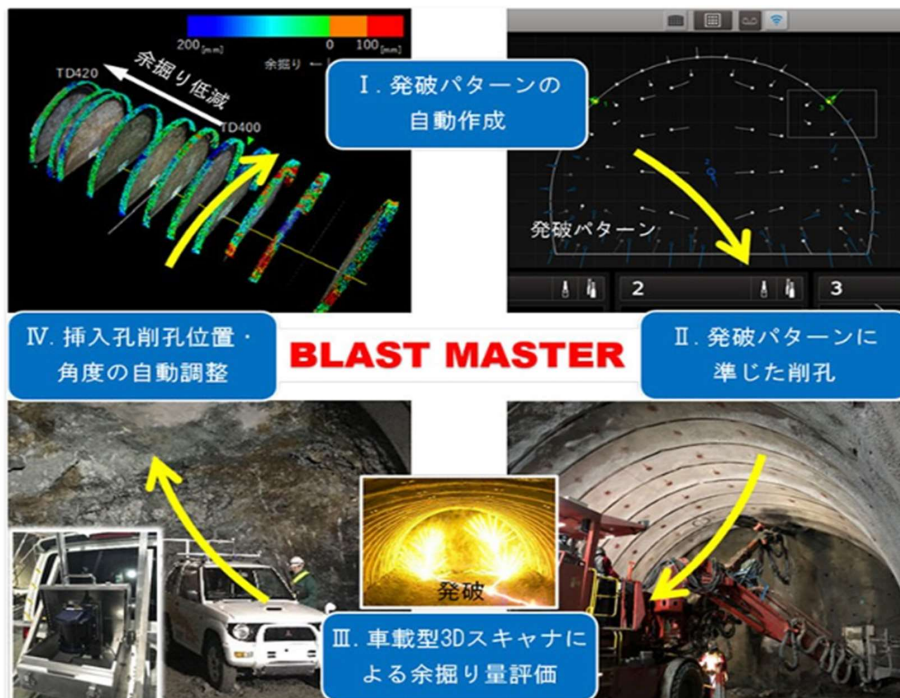 200[mm]
0
100[mm]
余掘り ←
TD420
余掘り低減
TD400
Ⅰ. 発破パターンの
自動作成
発破パターン
2
3
Ⅳ. 挿入孔削孔位置・
角度の自動調整
BLAST MASTER
Ⅱ. 発破パターンに
準じた削孔
発破
Ⅲ. 車載型3Dスキャナに
よる余掘り量評価